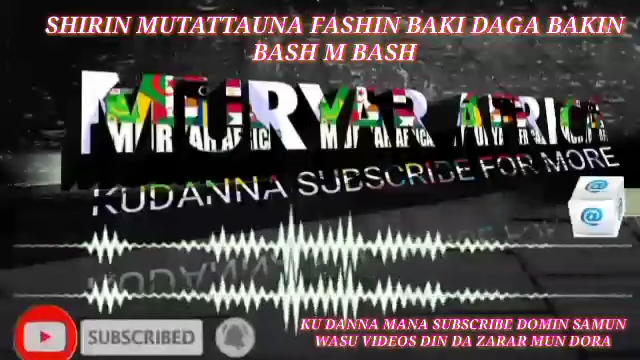 SHIRIN MUTATTAUNA FASHIN BAKI DAGA BAKIN
BASH M BASH
MURYAR AFRICA
KUDANNA SUBSCRIBE FOR MORE
SUBSCRIBED
KU DANNA MANA SUBSCRIBE DOMIN SAMUN
WASU VIDEOS DIN DA ZARAR MUN DORA